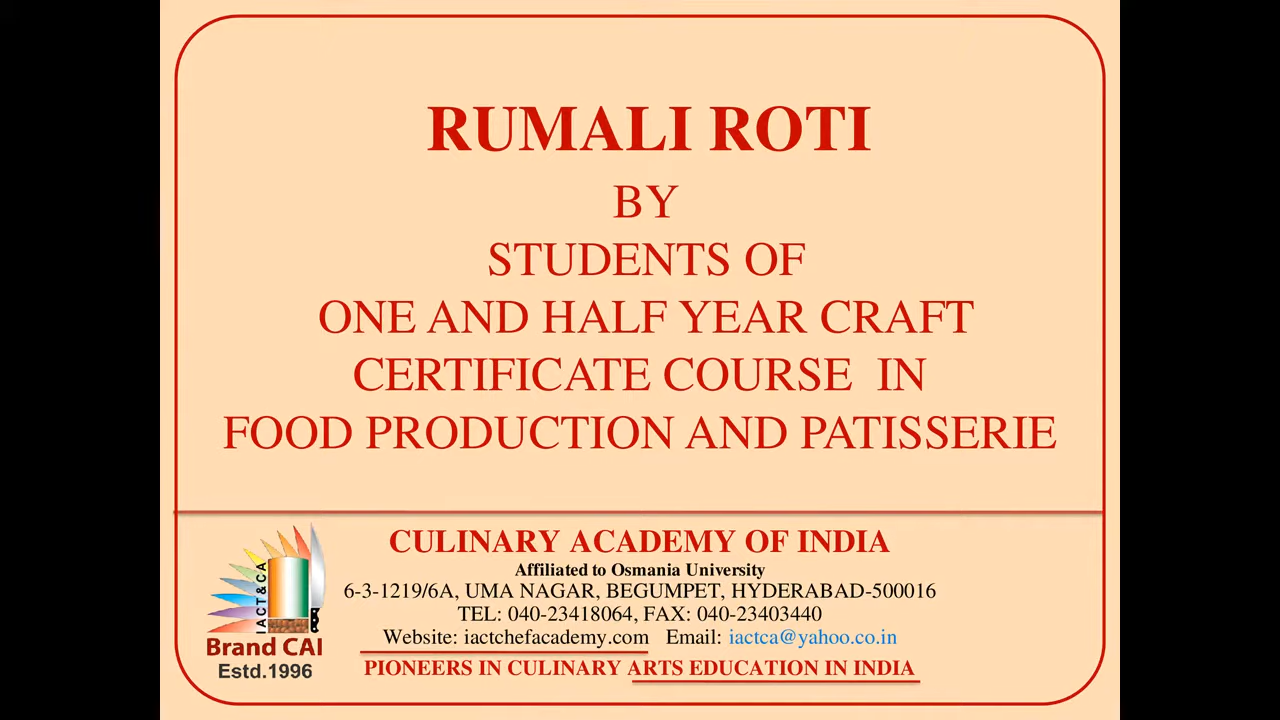 RUMALI ROTI
BY
STUDENTS OF
ONE AND HALF YEAR CRAFT
CERTIFICATE COURSE IN
FOOD PRODUCTION AND PATISSERIE
IACT&CA
Brand CAI
Estd.1996
CULINARY ACADEMY OF INDIA
Affiliated to Osmania University
6-3-1219/6A, UMA NAGAR, BEGUMPET, HYDERABAD-500016
TEL: 040-23418064, FAX: 040-23403440
Website: iactchefacademy.com Email: iactca@yahoo.co.in
PIONEERS IN CULINARY ARTS EDUCATION IN INDIA